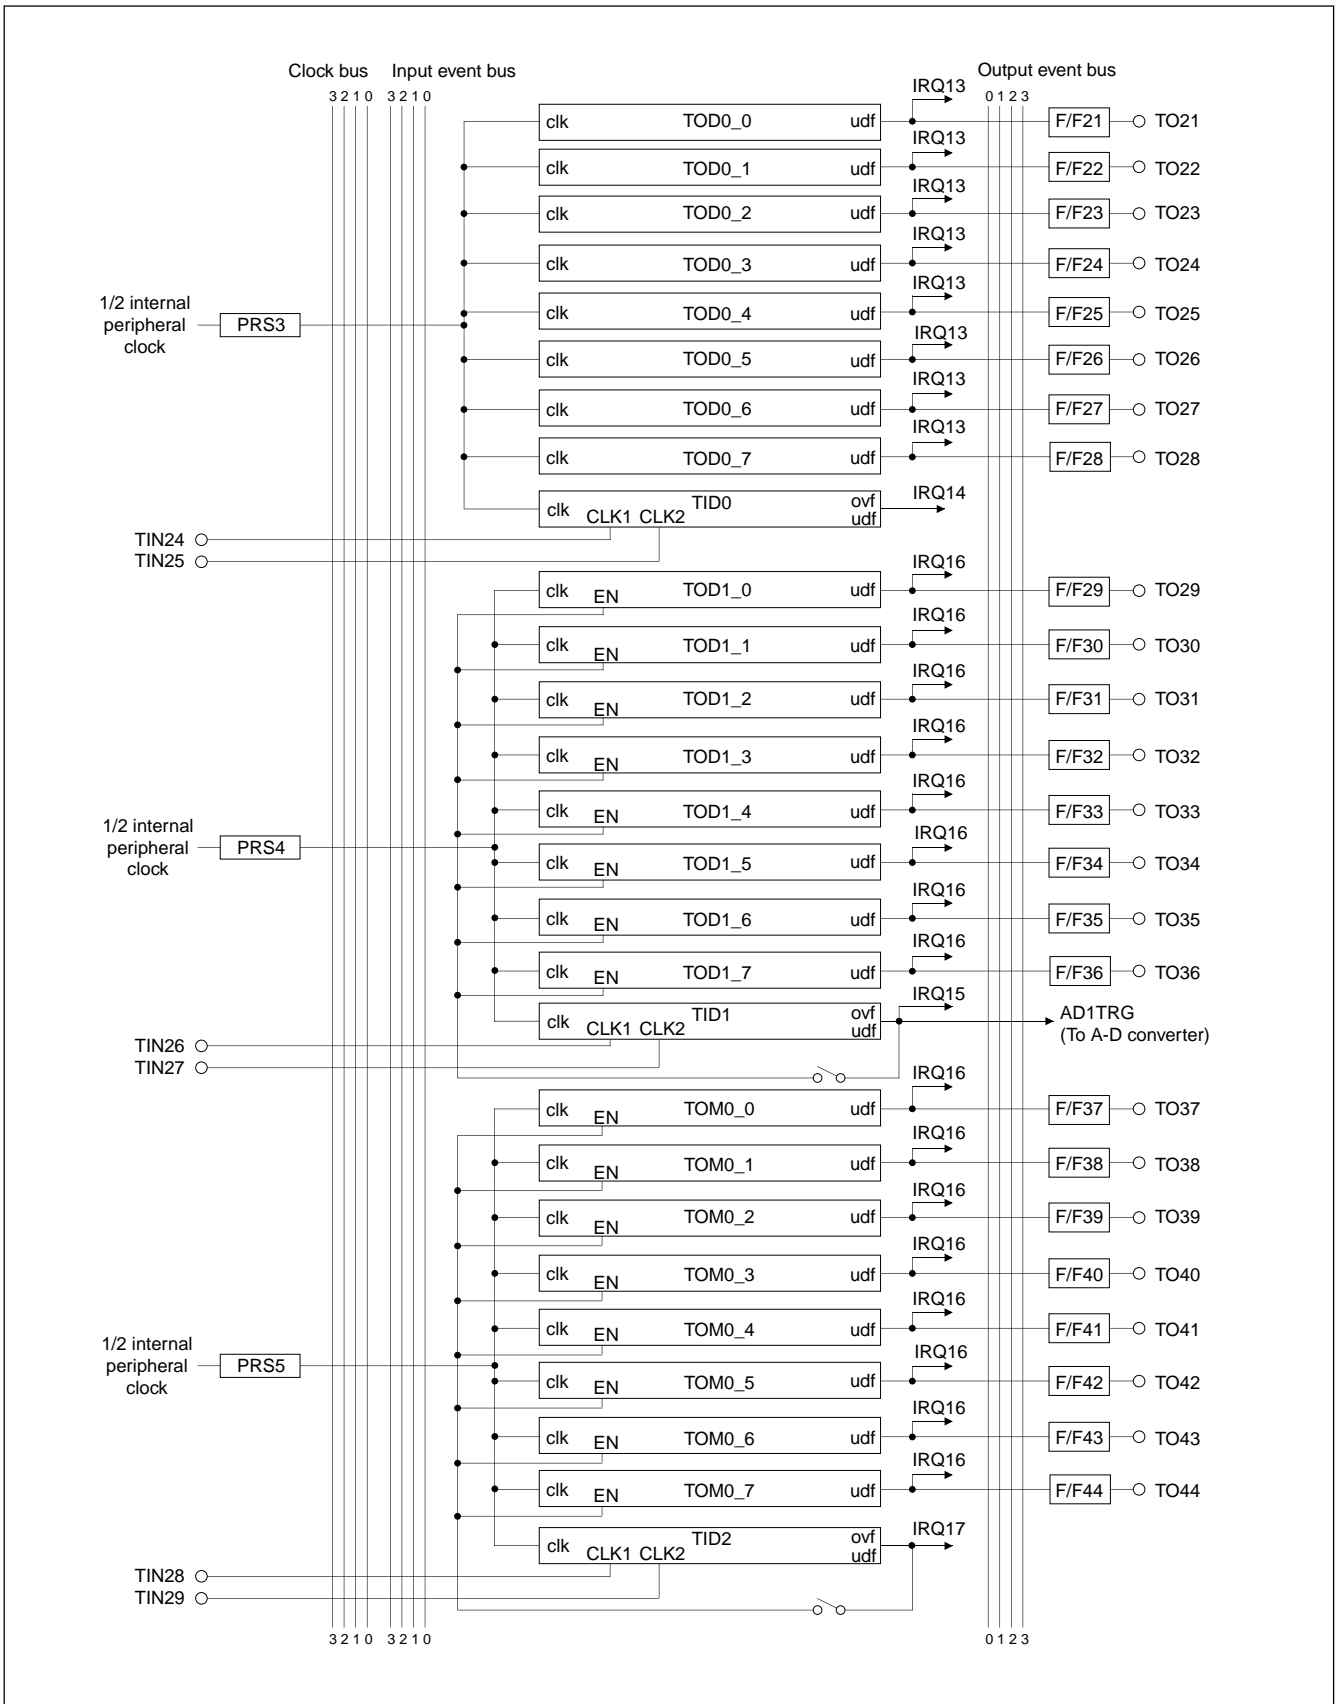 Clock bus Input event bus Output event bus
3 2 1 0 3 2 1 0 0 1 2 3
IRQ13
clk TOD0_0 udf F/F21 TO21
IRQ13
clk TOD0_1 udf F/F22 TO22
IRQ13
clk TOD0_2 udf F/F23 TO23
IRQ13
clk TOD0_3 udf F/F24 TO24
IRQ13
1/2 internal
peripheral
clock
PRS3
clk TOD0_4 udf F/F25 TO25
IRQ13
clk TOD0_5 udf F/F26 TO26
IRQ13
clk TOD0_6 udf F/F27 TO27
IRQ13
clk TOD0_7 udf F/F28 TO28
clk CLK1 CLK2 TID0 ovf udf IRQ14
TIN24
TIN25
IRQ16
clk EN TOD1_0 udf F/F29 TO29
IRQ16
clk EN TOD1_1 udf F/F30 TO30
IRQ16
clk EN TOD1_2 udf F/F31 TO31
IRQ16
clk EN TOD1_3 udf F/F32 TO32
IRQ16
clk EN TOD1_4 udf F/F33 TO33
1/2 internal
peripheral
clock
PRS4
IRQ16
clk EN TOD1_5 udf F/F34 TO34
IRQ16
clk EN TOD1_6 udf F/F35 TO35
IRQ16
clk EN TOD1_7 udf F/F36 TO36
IRQ15
clk CLK1 CLK2 TID1 ovf udf AD1TRG
(To A-D converter)
TIN26
TIN27
IRQ16
clk EN TOM0_0 udf F/F37 TO37
IRQ16
clk EN TOM0_1 udf F/F38 TO38
IRQ16
clk EN TOM0_2 udf F/F39 TO39
IRQ16
clk EN TOM0_3 udf F/F40 TO40
IRQ16
clk EN TOM0_4 udf F/F41 TO41
1/2 internal
peripheral
clock
PRS5
IRQ16
clk EN TOM0_5 udf F/F42 TO42
IRQ16
clk EN TOM0_6 udf F/F43 TO43
IRQ16
clk EN TOM0_7 udf F/F44 TO44
clk CLK1 CLK2 TID2 ovf udf IRQ17
TIN28
TIN29
3 2 1 0 3 2 1 0 0 1 2 3